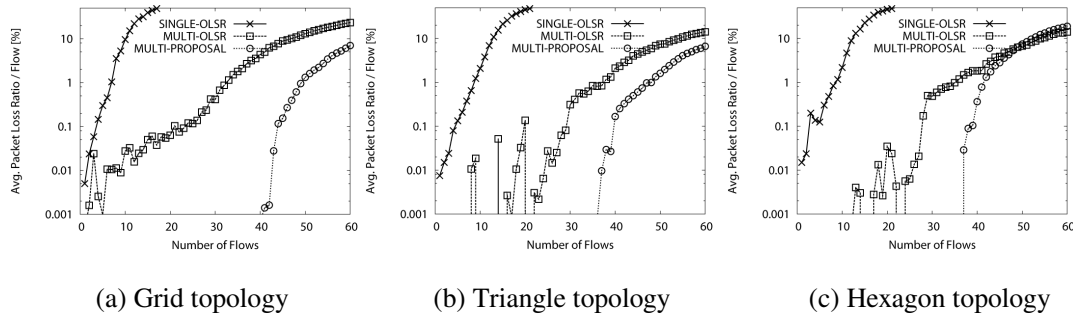 SINGLE-OLSR
MULTI-OLSR
MULTI-PROPOSAL
Avg. Packet Loss Ratio / Flow [%]
10
1
0.1
0.01
0.001
0 10 20 30 40 50 60
Number of Flows
(a) Grid topology
SINGLE-OLSR
MULTI-OLSR
MULTI-PROPOSAL
Avg. Packet Loss Ratio / Flow [%]
10
1
0.1
0.01
0.001
0 10 20 30 40 50 60
Number of Flows
(b) Triangle topology
SINGLE-OLSR
MULTI-OLSR
MULTI-PROPOSAL
Avg. Packet Loss Ratio / Flow [%]
10
1
0.1
0.01
0.001
0 10 20 30 40 50 60
Number of Flows
(c) Hexagon topology